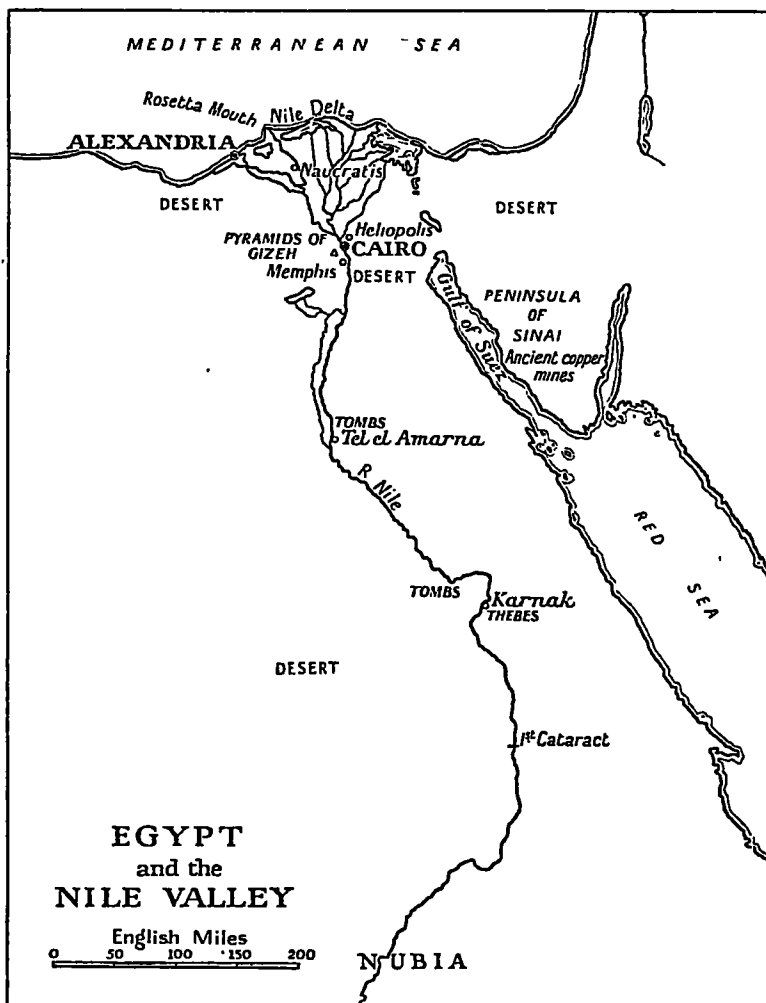 MEDITERRANEAN SEA
Rosetta Mouth
Nile Delta
ALEXANDRIA
Naucratis
DESERT
DESERT
Heliopolis
PYRAMIDS OF
GIZEH
CAIRO
Memphis
DESERT
Gulf of Suez
PENINSULA
OF
SINAI
Ancient copper
mines
TOMBS
Tel el Amarna
R Nile
RED SEA
TOMBS
Karnak
THEBES
DESERT
1st Cataract
EGYPT
and the
NILE VALLEY
English Miles
0 50 100 150 200
NUBIA